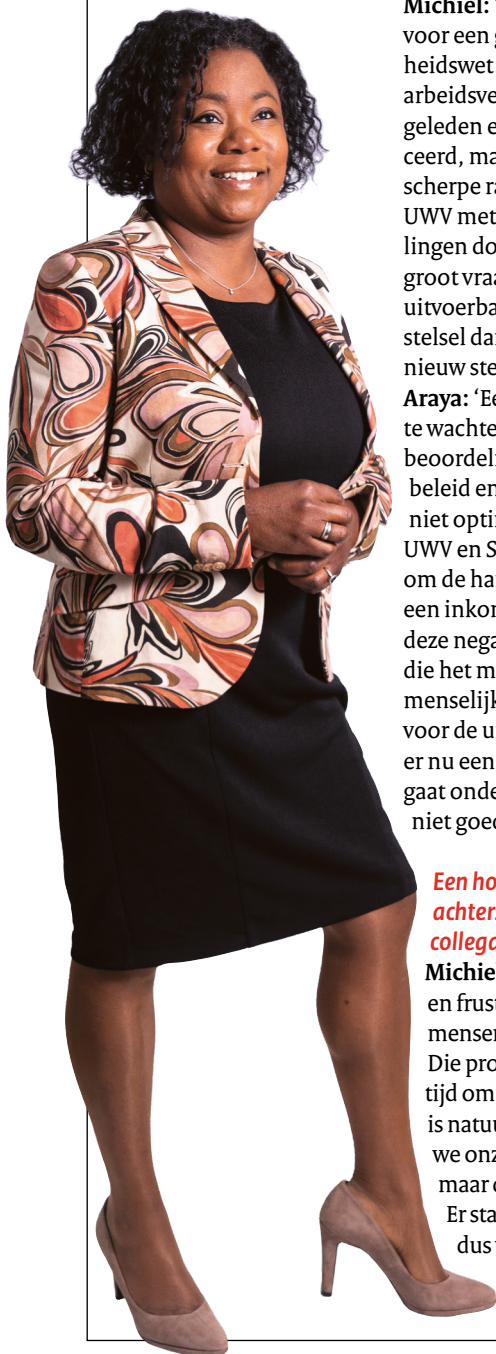 Michiel:
voor een
heidswet
arbeidsve
geleden e
ceerd, ma
scherpe ra
UWV met
lingen do
groot vraa
uitvoerba
stelsel da
nieuw ste
Araya: ‘Ee
te wachte
beoordeli
beleid en
niet opti
UWV en S
om de ha
een inkor
deze nega
die het m
menselijk
voor de u
er nu een
gaat onde
niet goed
Een ho
achter
collega
Michie
en frust
mensen
Die pro
tijd om
is natuu
we onz
maar d
Er sta
dus